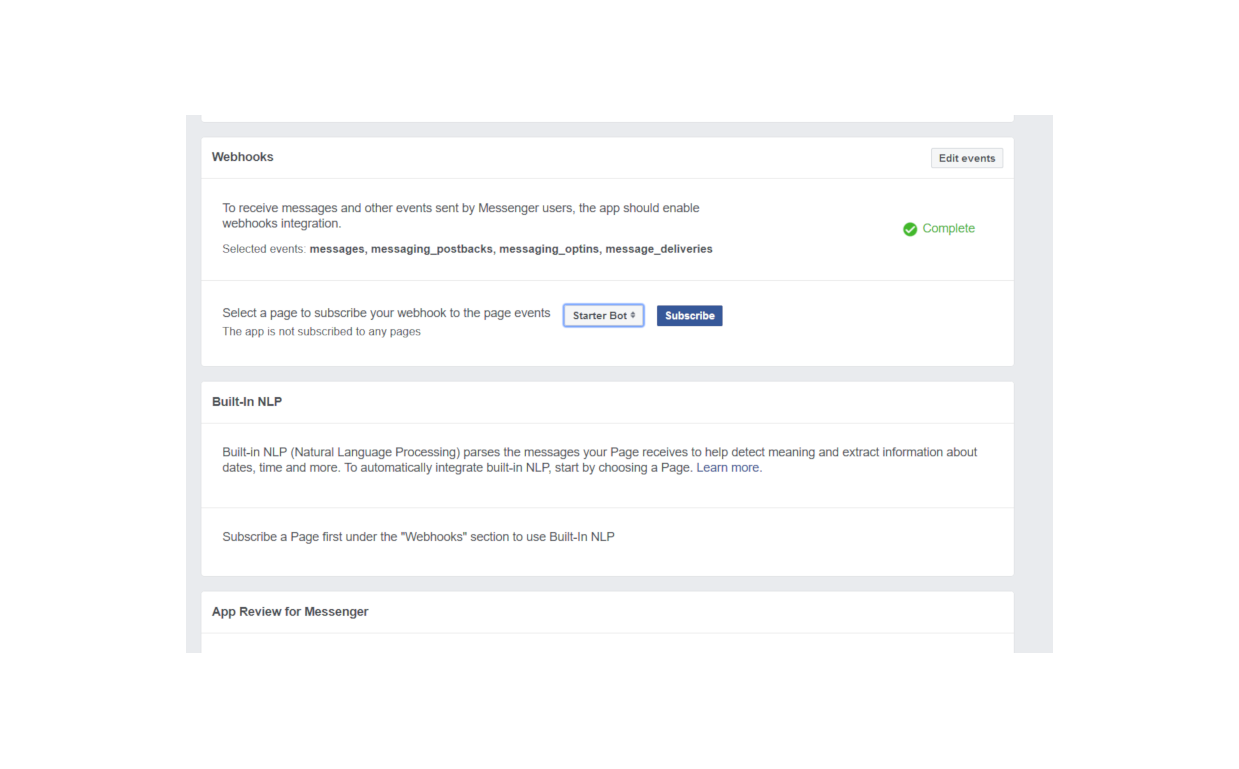 Webhooks
Edit events
To receive messages and other events sent by Messenger users, the app should enable
webhooks integration.
Complete
Selected events: messages, messaging_postbacks, messaging_optins, message_deliveries
Select a page to subscribe your webhook to the page events
Starter Bot
Subscribe
The app is not subscribed to any pages
Built-In NLP
Built-in NLP (Natural Language Processing) parses the messages your Page receives to help detect meaning and extract information about
dates, time and more. To automatically integrate built-in NLP, start by choosing a Page. Learn more.
Subscribe a Page first under the "Webhooks" section to use Built-In NLP
App Review for Messenger